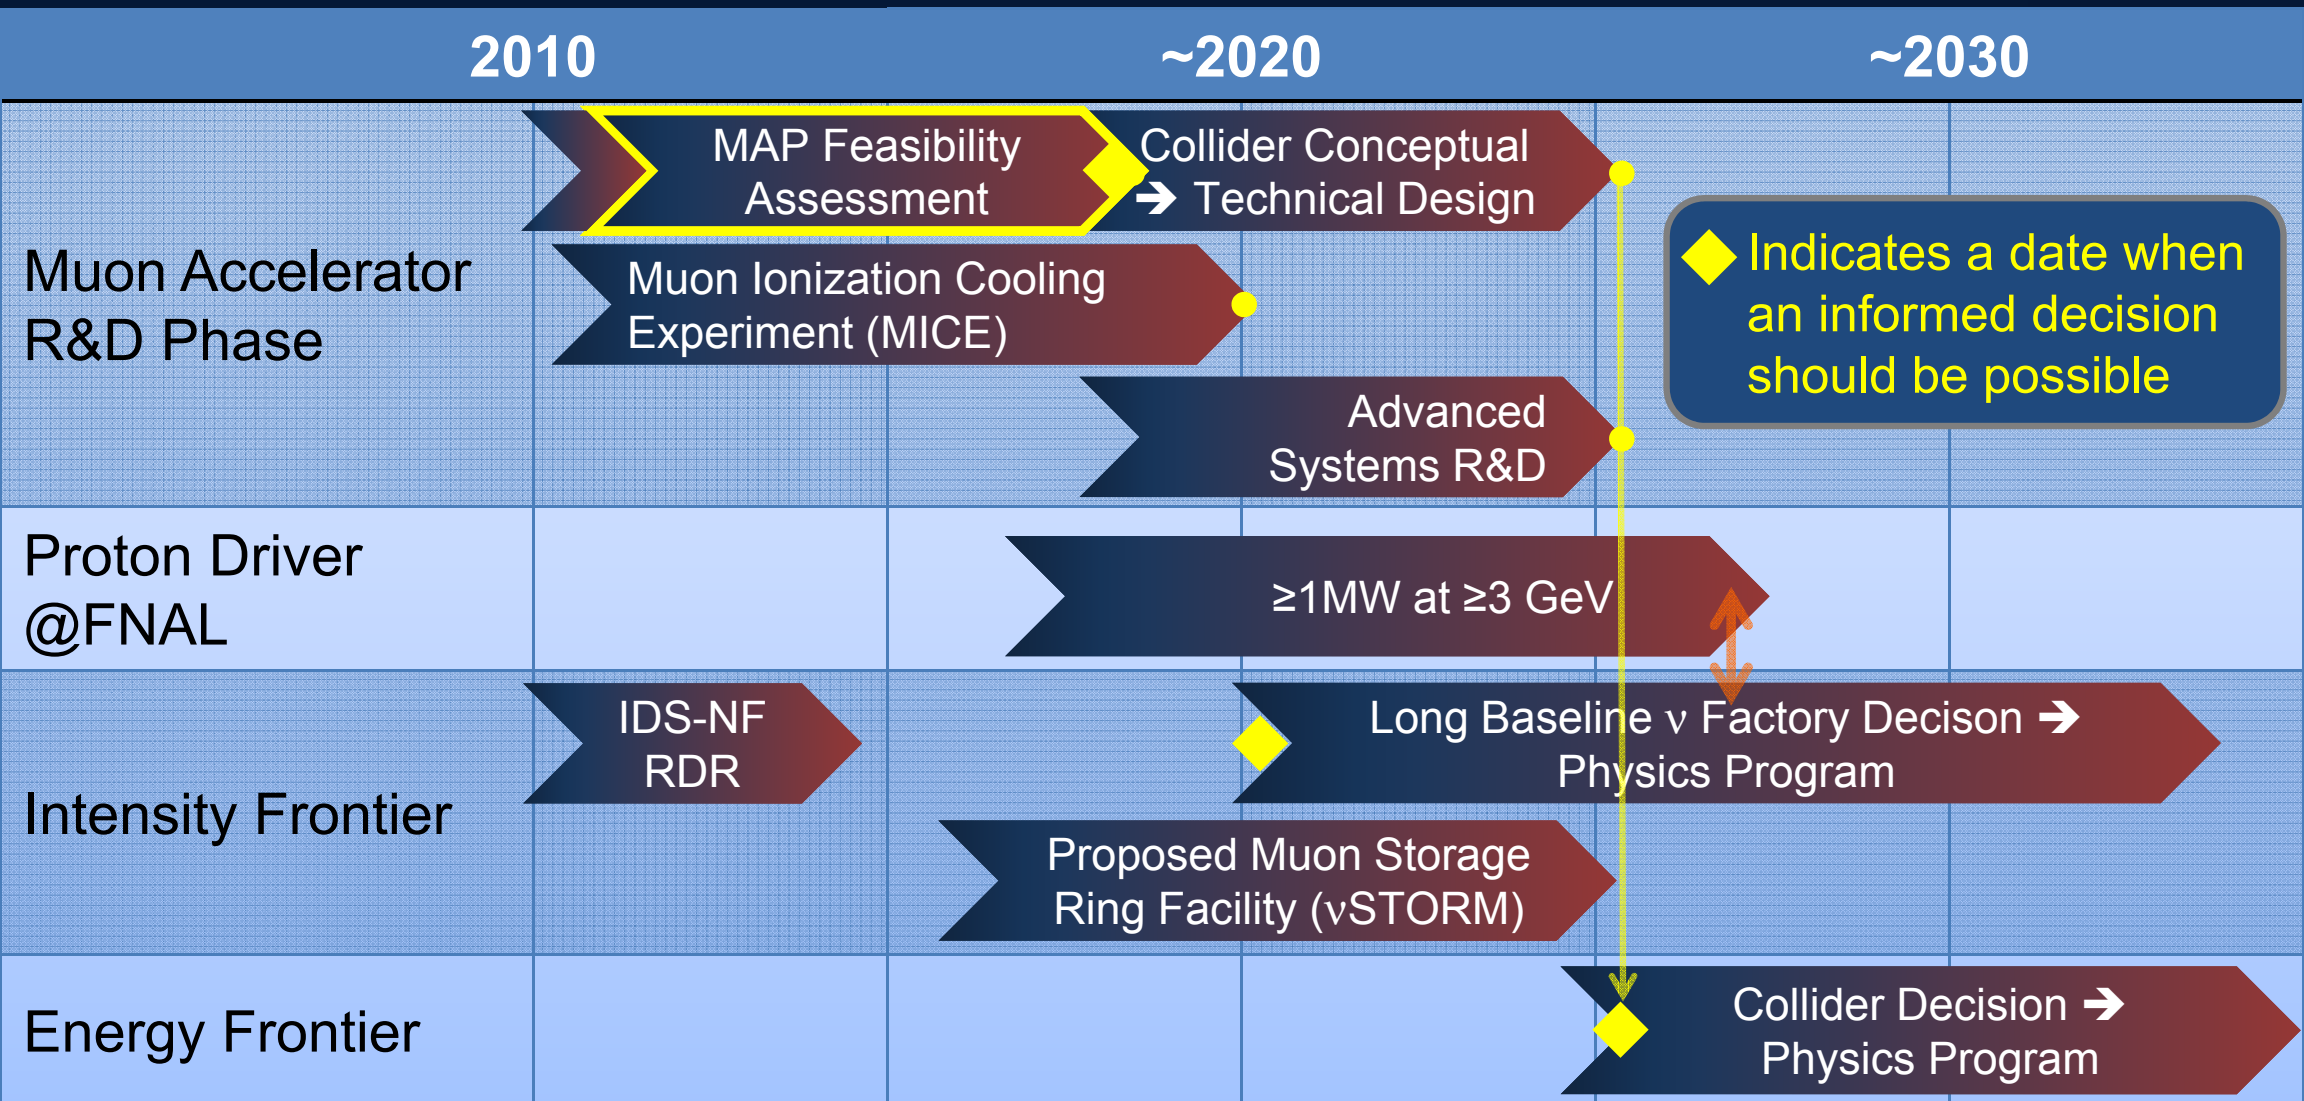 2010
~2020
~2030
Muon Accelerator
R&D Phase
MAP Feasibility
Assessment
Collider Conceptual
➔ Technical Design
Muon Ionization Cooling
Experiment (MICE)
Advanced
Systems R&D
Indicates a date when
an informed decision
should be possible
Proton Driver
@FNAL
≥1MW at ≥3 GeV
Intensity Frontier
IDS-NF
RDR
Long Baseline ν Factory Decison ➔
Physics Program
Proposed Muon Storage
Ring Facility (νSTORM)
Energy Frontier
Collider Decision ➔
Physics Program